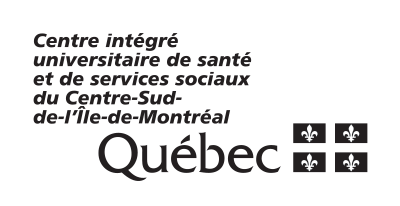 Centre intégré
universitaire de santé
et de services sociaux
du Centre-Sud-
de-l’Île-de-Montréal
Québec